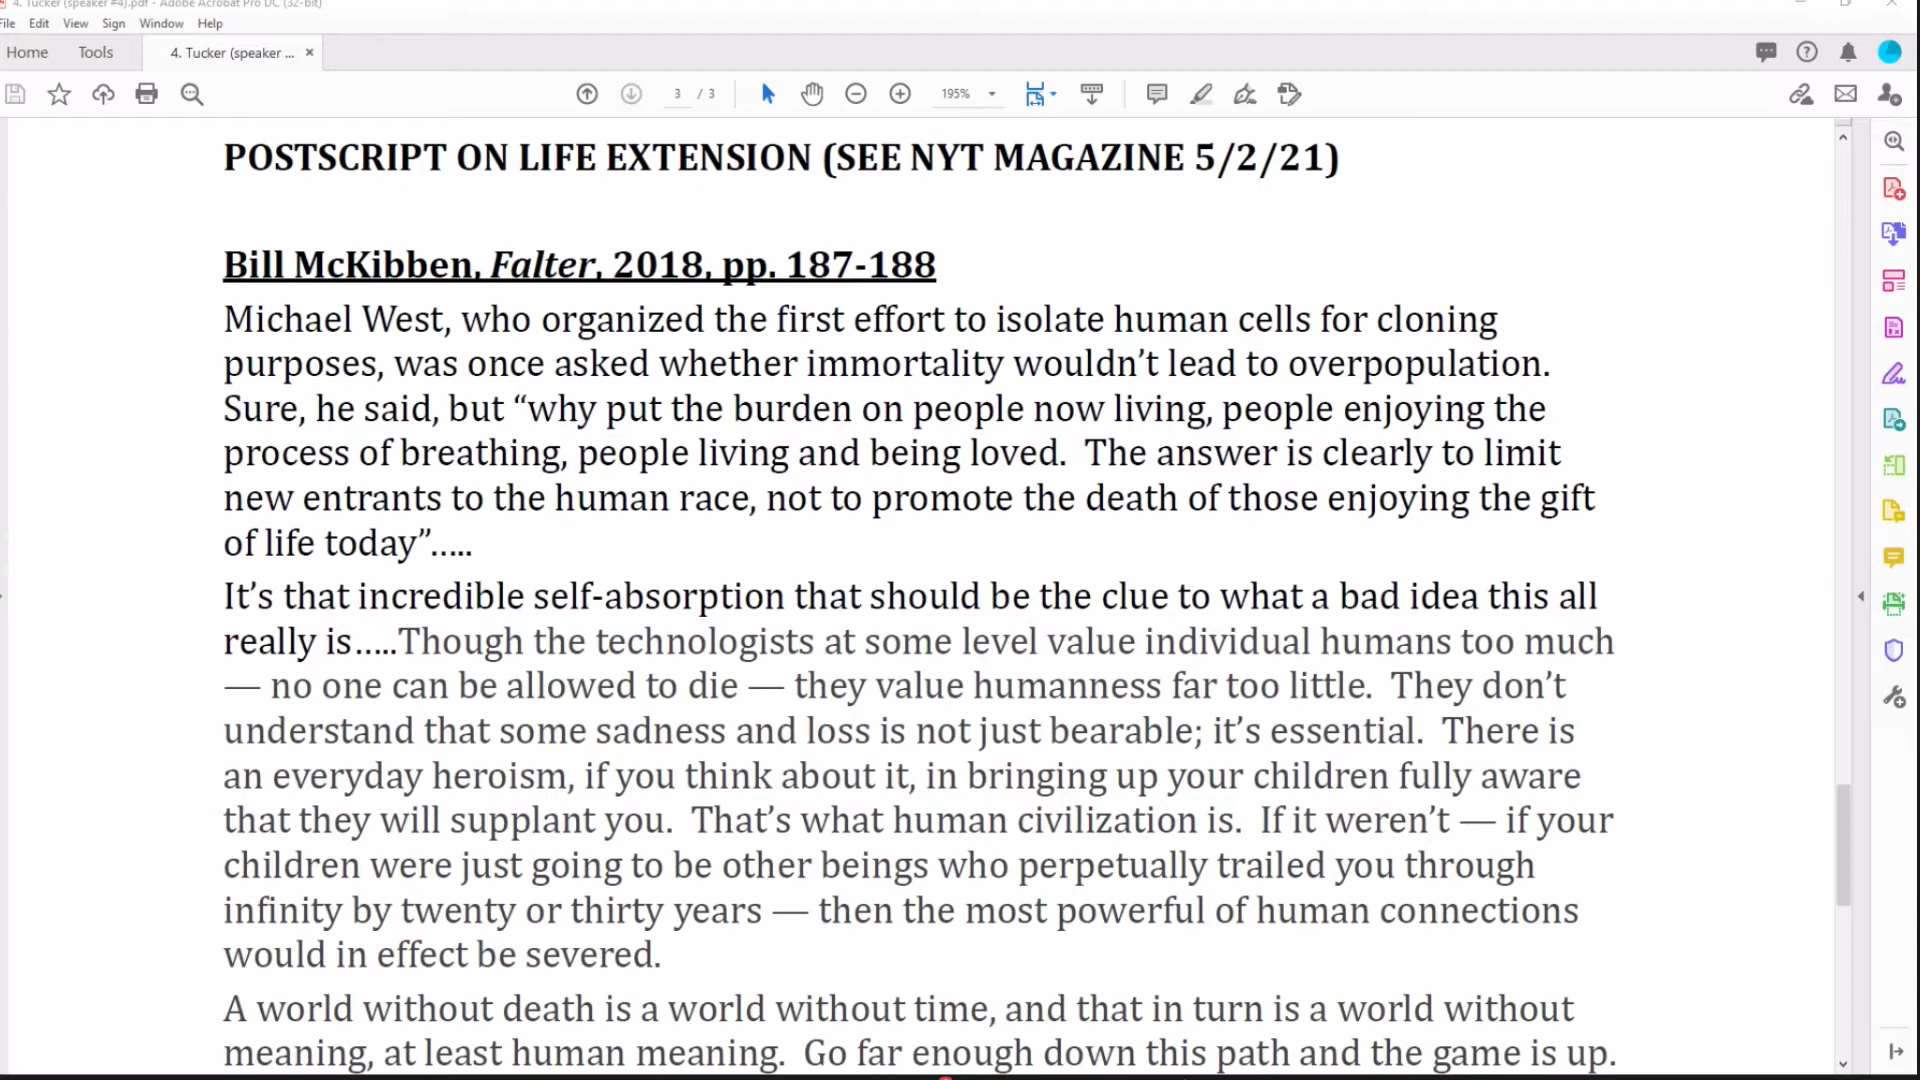 4. Tucker (speaker #4).pdf - Adobe Acrobat Pro DC (32-bit)
File Edit View Sign Window Help
Home Tools 4. Tucker (speaker ... ×
3 / 3 195%
POSTSCRIPT ON LIFE EXTENSION (SEE NYT MAGAZINE 5/2/21)
Bill McKibben, Falter, 2018, pp. 187-188
Michael West, who organized the first effort to isolate human cells for cloning
purposes, was once asked whether immortality wouldn’t lead to overpopulation.
Sure, he said, but “why put the burden on people now living, people enjoying the
process of breathing, people living and being loved.  The answer is clearly to limit
new entrants to the human race, not to promote the death of those enjoying the gift
of life today”…..
It’s that incredible self-absorption that should be the clue to what a bad idea this all
really is…..Though the technologists at some level value individual humans too much
— no one can be allowed to die — they value humanness far too little.  They don’t
understand that some sadness and loss is not just bearable; it’s essential.  There is
an everyday heroism, if you think about it, in bringing up your children fully aware
that they will supplant you.  That’s what human civilization is.  If it weren’t — if your
children were just going to be other beings who perpetually trailed you through
infinity by twenty or thirty years — then the most powerful of human connections
would in effect be severed.
A world without death is a world without time, and that in turn is a world without
meaning, at least human meaning.  Go far enough down this path and the game is up.